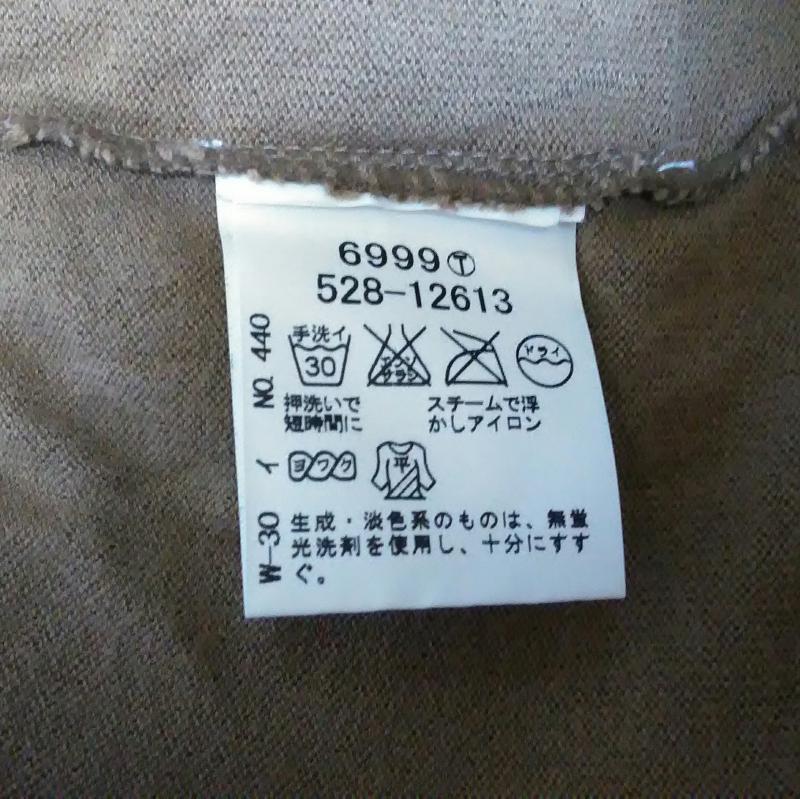 6999Ⓣ
528-12613
手洗イ
30
エンソ
サラシ
ドライ
押洗いで
短時間に
スチームで浮
かしアイロン
ヨワク
平
生成・淡色系のものは、無蛍
光洗剤を使用し、十分にすす
ぐ。
W-30 イ NO. 440